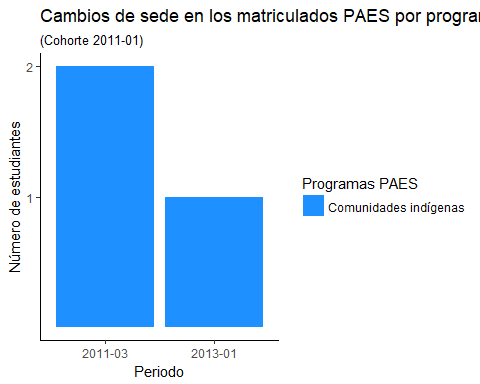 Cambios de sede en los matriculados PAES por
(Cohorte 2011-01)
2
1
Número de estudiantes
2011-03
2013-01
Periodo
Programas PAES
Comunidades indígenas